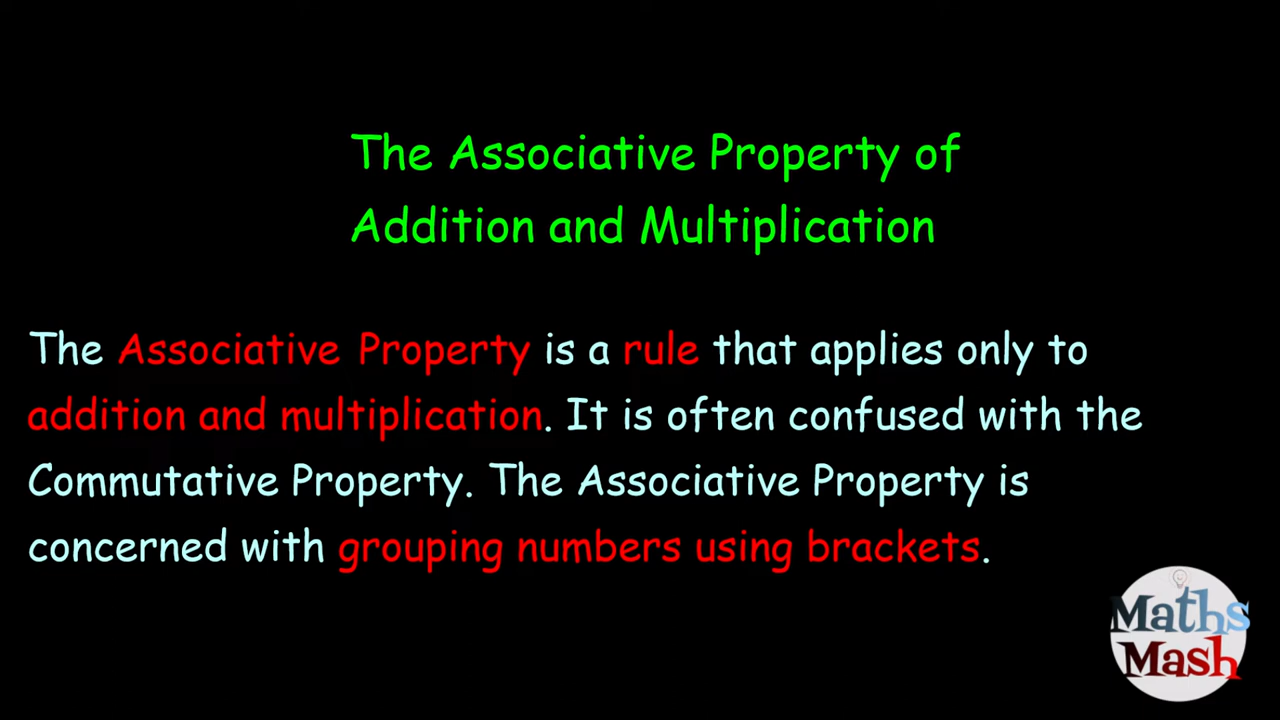 The Associative Property of
Addition and Multiplication
The Associative Property is a rule that applies only to
addition and multiplication. It is often confused with the
Commutative Property. The Associative Property is
concerned with grouping numbers using brackets.
Maths
Mash